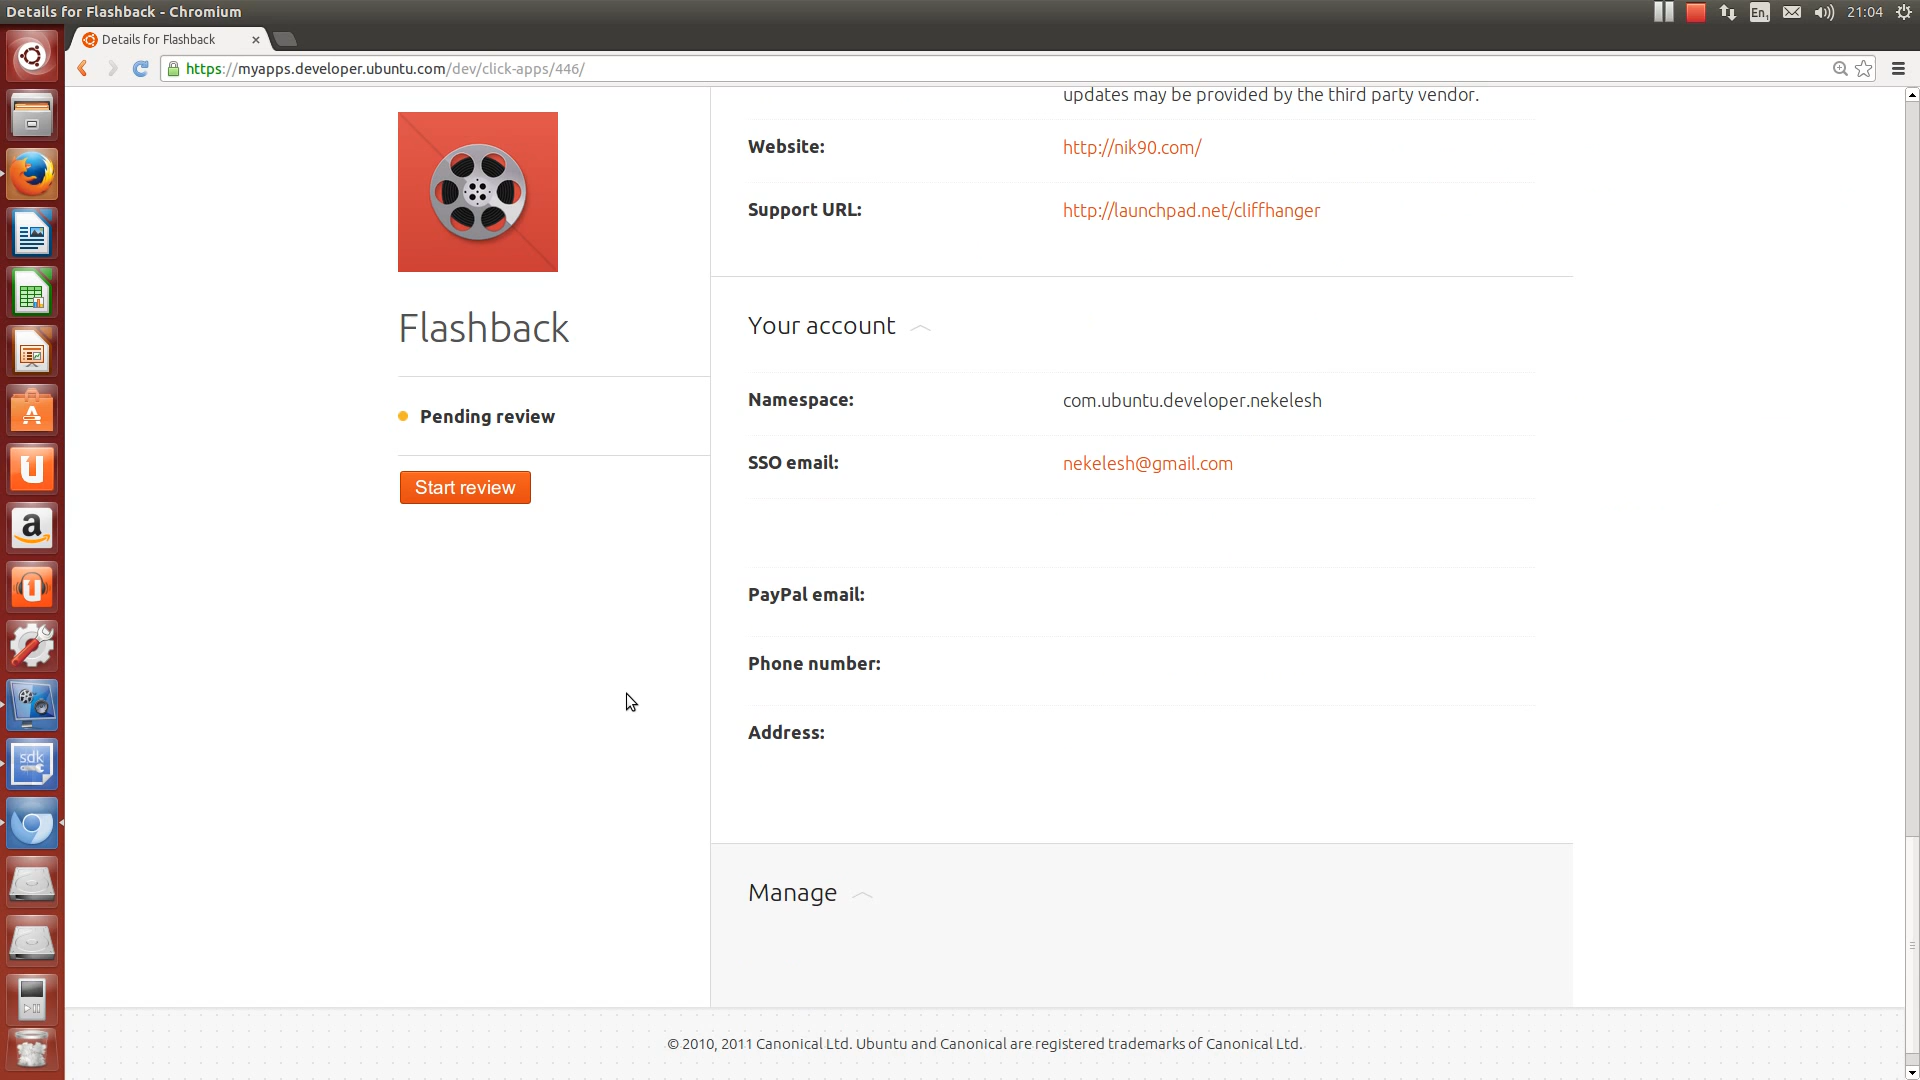 Details for Flashback - Chromium
En1
21:04
Details for Flashback
https://myapps.developer.ubuntu.com/dev/click-apps/446/
updates may be provided by the third party vendor.
Website: http://nik90.com/
Support URL: http://launchpad.net/cliffhanger
Flashback
Pending review
Start review
Your account
Namespace: com.ubuntu.developer.nekelesh
SSO email: nekelesh@gmail.com
PayPal email:
Phone number:
Address:
Manage
sdk
© 2010, 2011 Canonical Ltd. Ubuntu and Canonical are registered trademarks of Canonical Ltd.